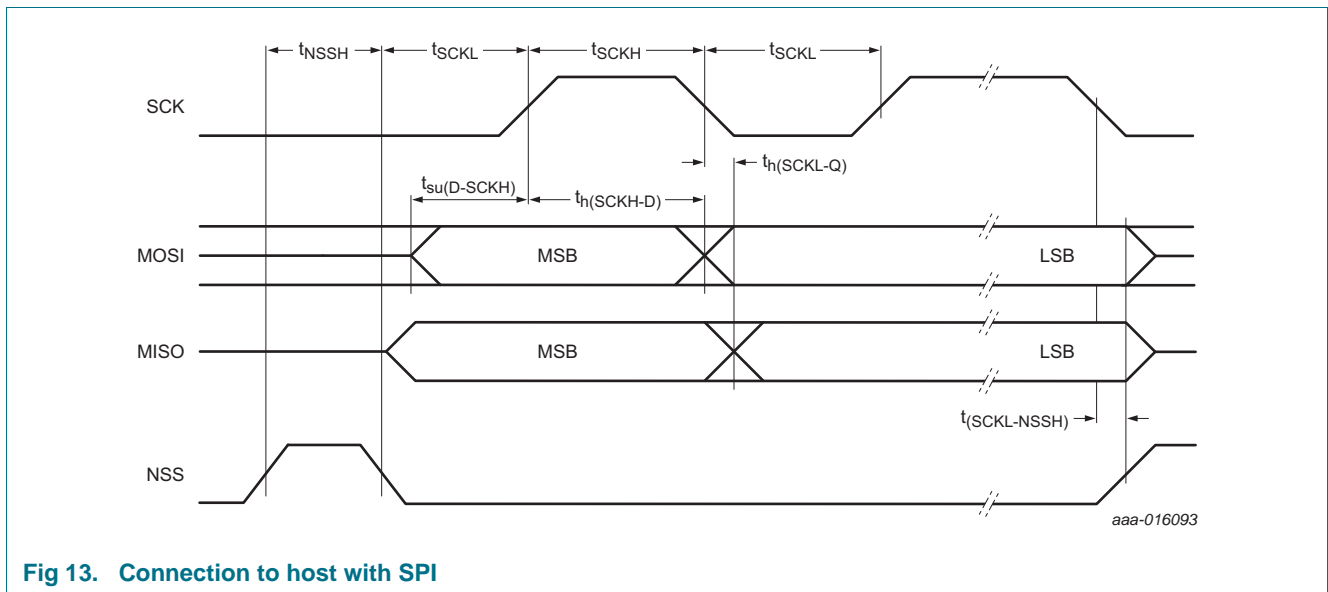 tNSSH tSCKL tSCKH tSCKL
SCK
th(SCKL-Q)
tsu(D-SCKH)
th(SCKH-D)
MOSI MSB LSB
MISO MSB LSB
t(SCKL-NSSH)
NSS
aaa-016093
Fig 13. Connection to host with SPI